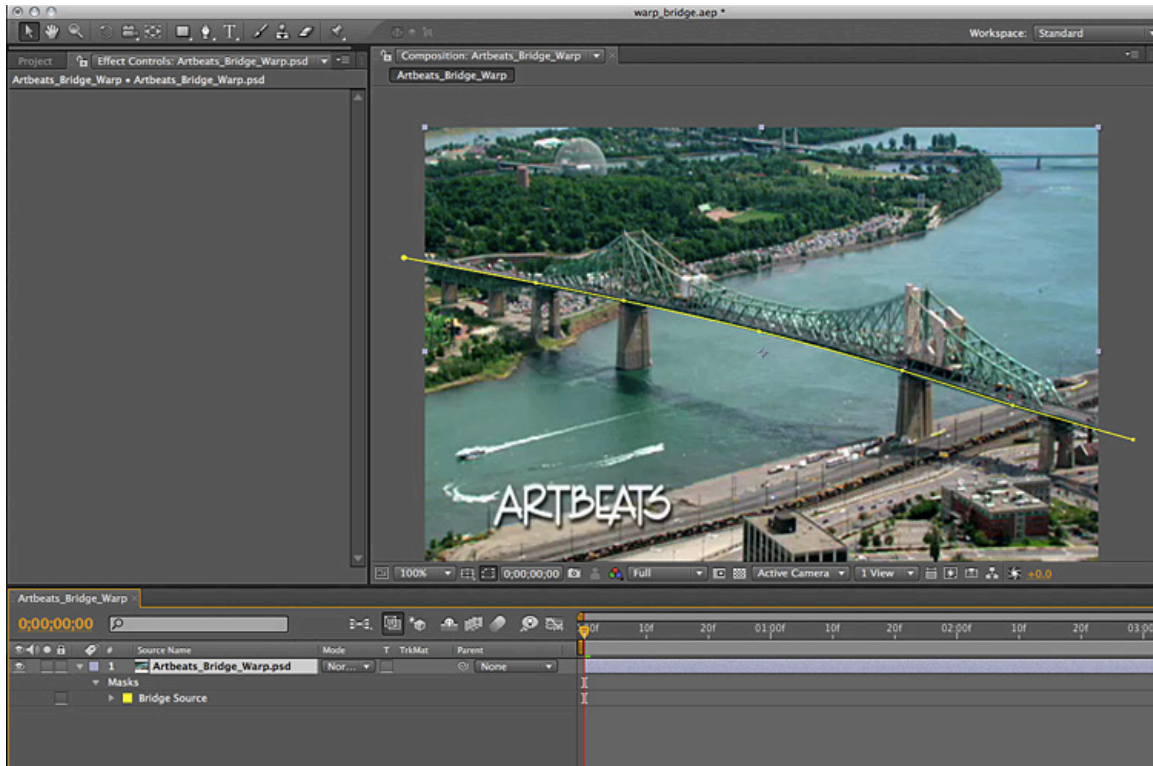 warp_bridge.aep *
T
Workspace: Standard
Project Effect Controls: Artbeats_Bridge_Warp.psd
Composition: Artbeats_Bridge_Warp
Artbeats_Bridge_Warp • Artbeats_Bridge_Warp.psd
Artbeats_Bridge_Warp
ARTBEATS
100% 0;00;00;00 Full Active Camera 1 View +0.0
Artbeats_Bridge_Warp
0;00;00;00
10f 20f 01:00f 10f 20f 02:00f 10f 20f 03:0
# Source Name Mode T TrkMat Parent
1 Artbeats_Bridge_Warp.psd Nor... None
Masks
Bridge Source